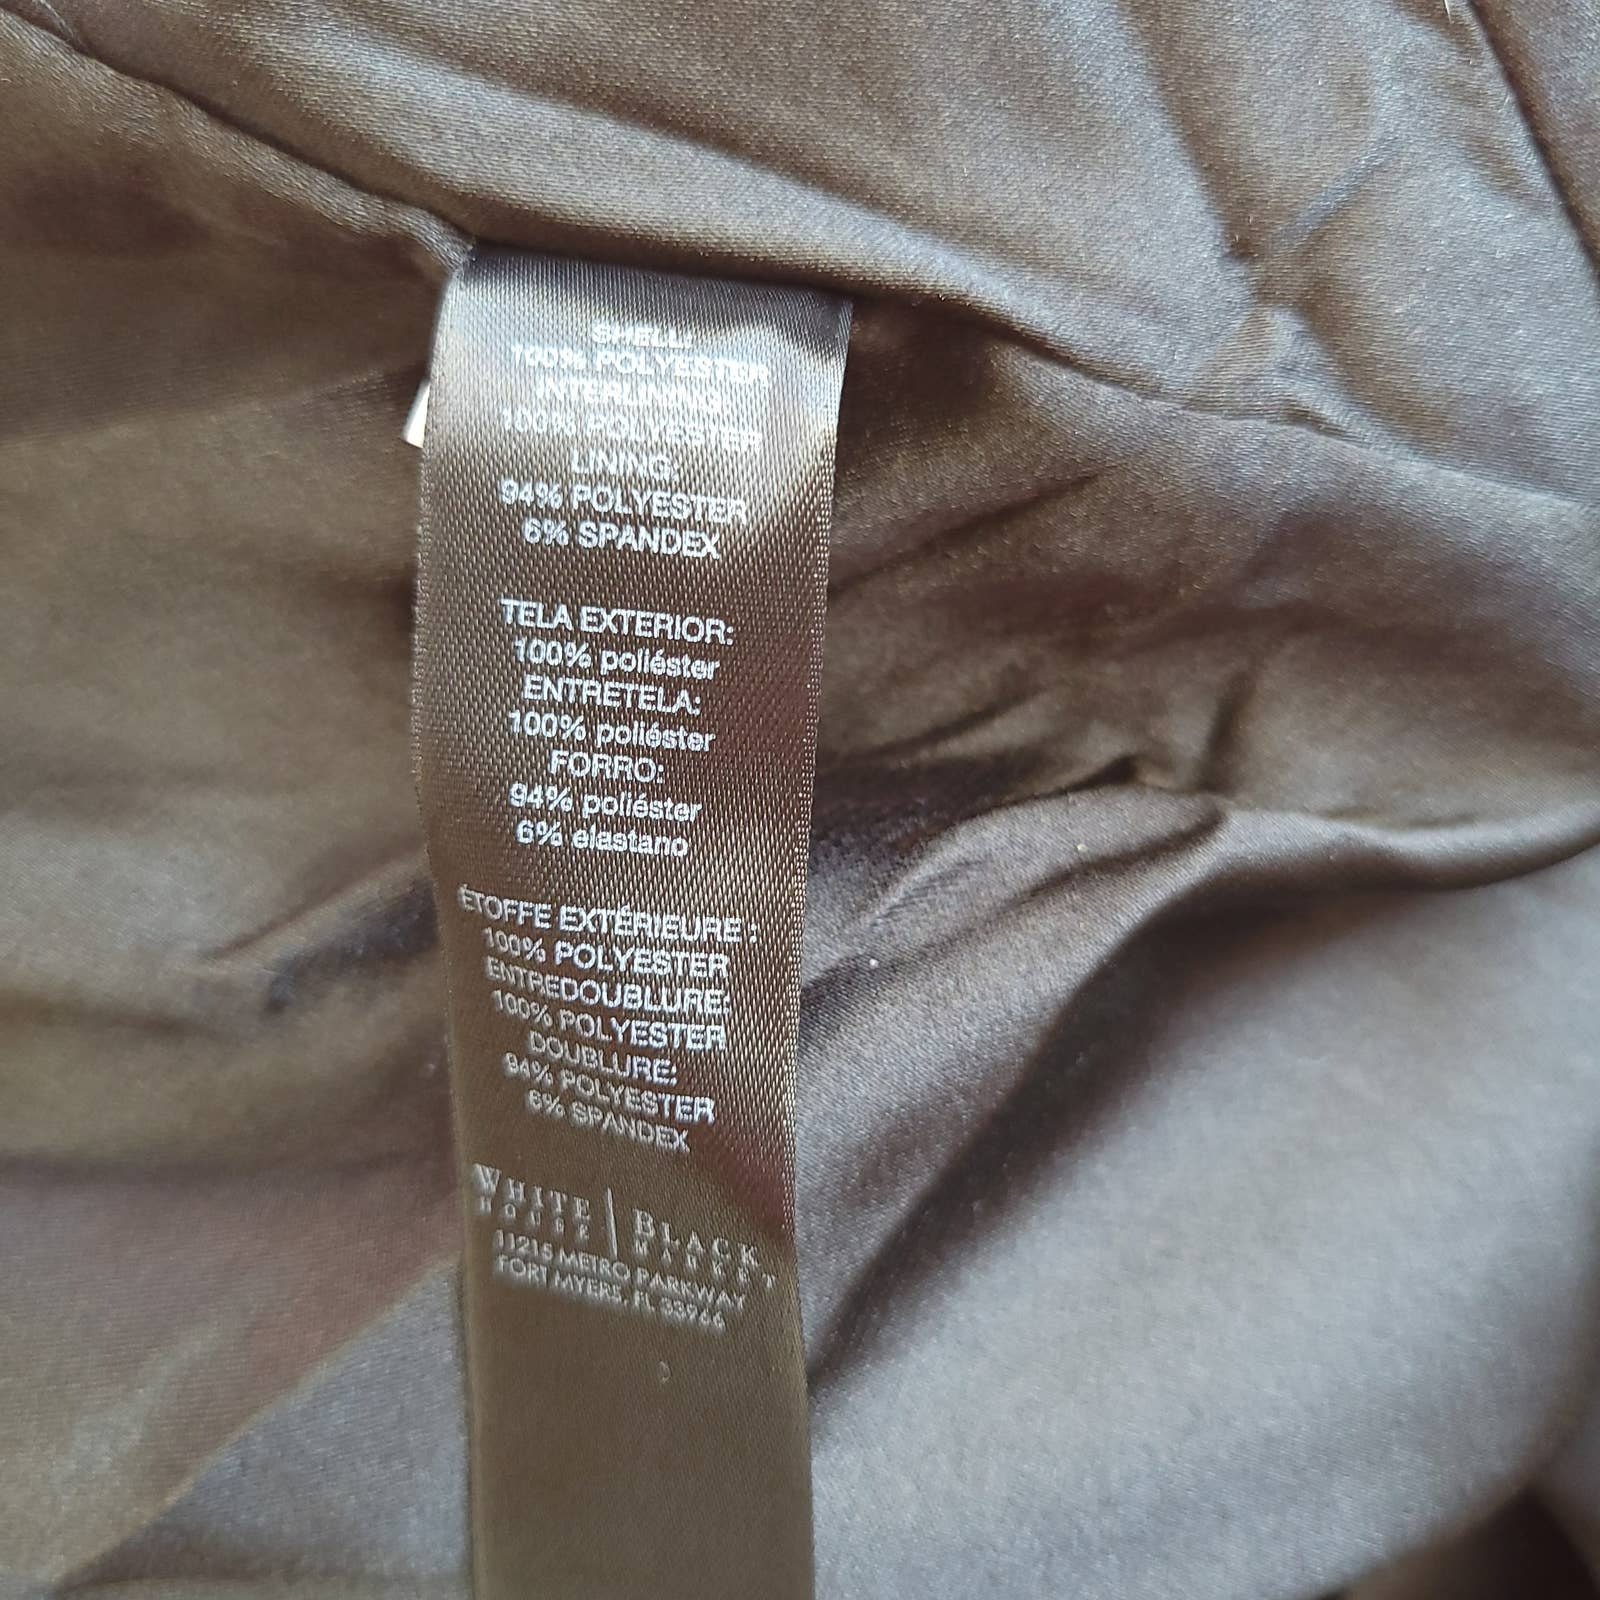 SHELL:
100% POLYESTER
INTERLINING:
100% POLYESTER
LINING:
94% POLYESTER
6% SPANDEX
TELA EXTERIOR:
100% poliéster
ENTRETELA:
100% poliéster
FORRO:
94% poliéster
6% elastano
ÉTOFFE EXTÉRIEURE :
100% POLYESTER
ENTREDOUBLURE:
100% POLYESTER
DOUBLURE:
94% POLYESTER
6% SPANDEX
WHITE | BLACK
HOUSE | MARKET
11215 METRO PARKWAY
FORT MYERS, FL 33966